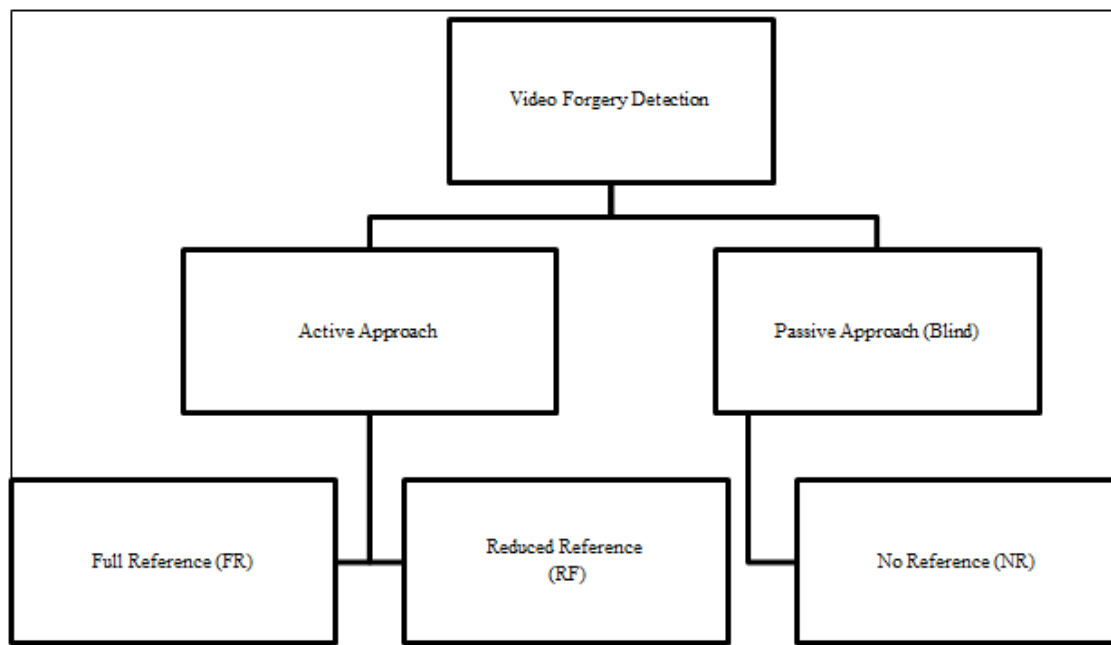 Video Forgery Detection
Active Approach
Passive Approach (Blind)
Full Reference (FR)
Reduced Reference
(RF)
No Reference (NR)